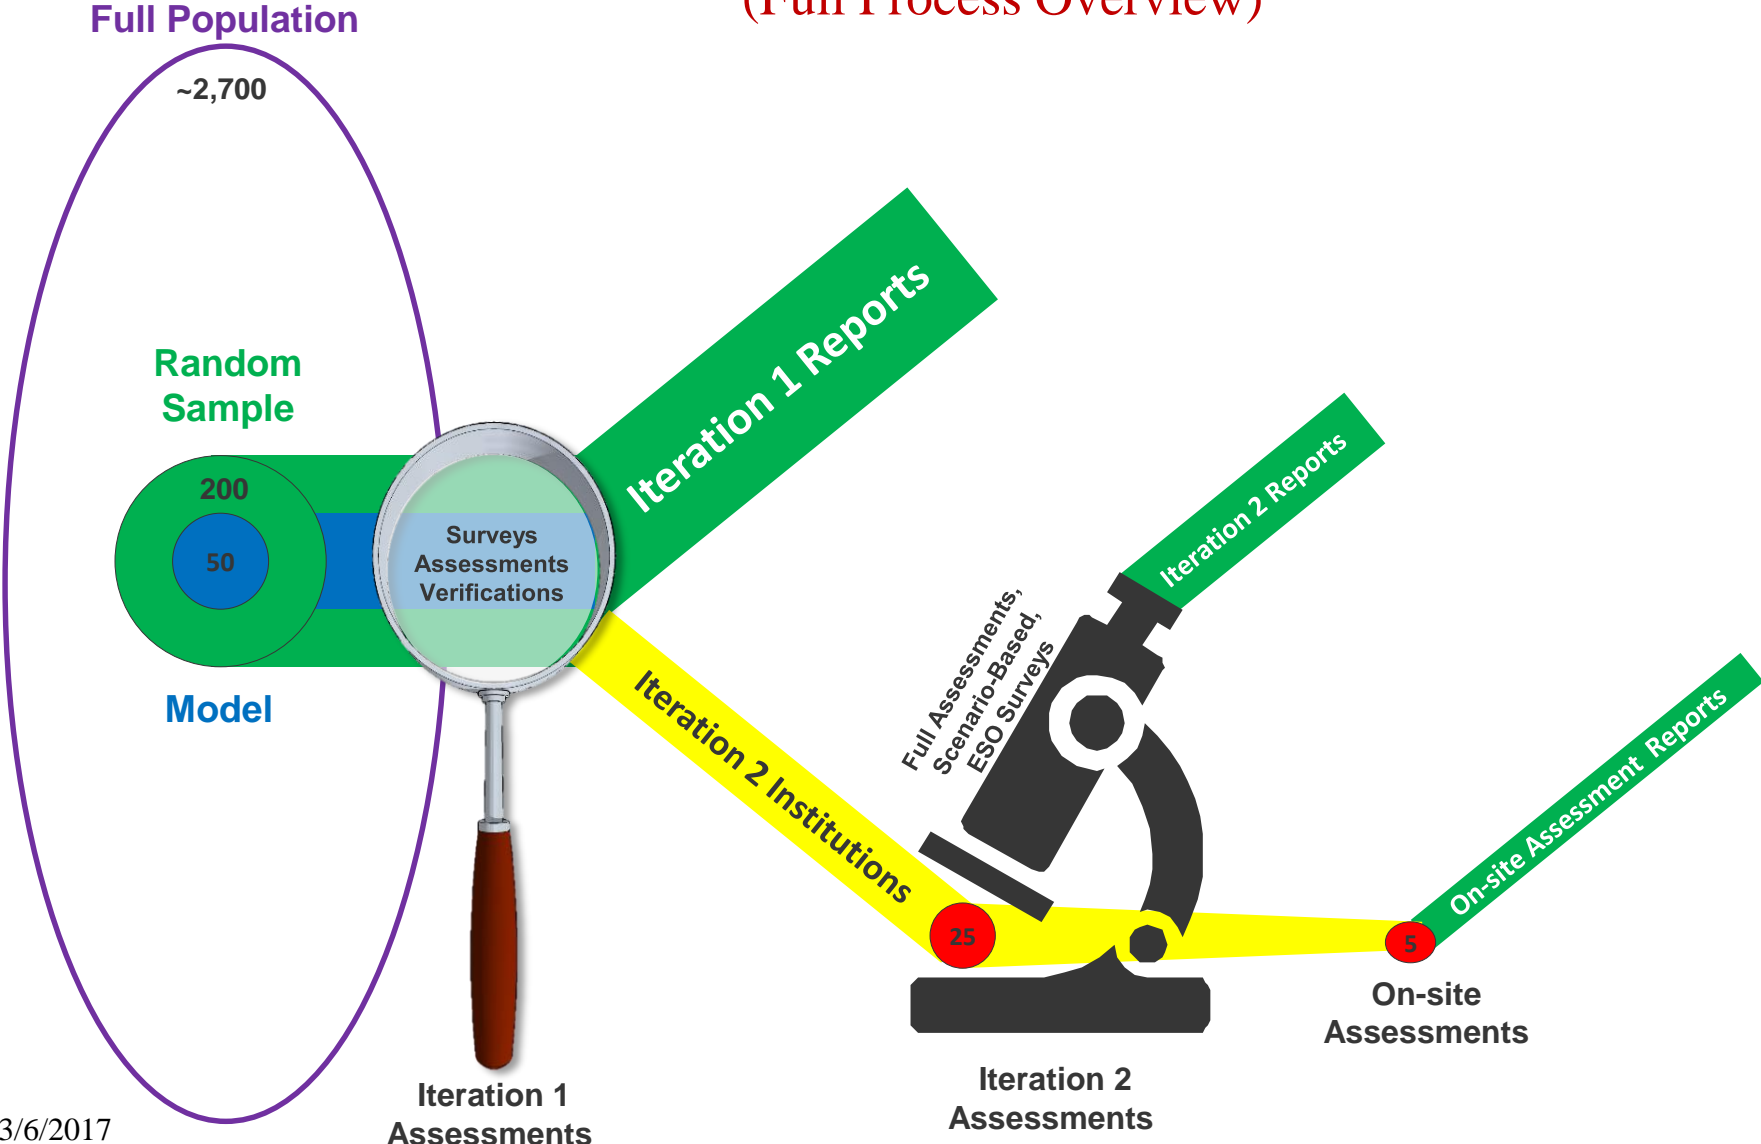 (Full Process Overview)
Full Population
~2,700
Random
Sample
200
50
Model
Surveys
Assessments
Verifications
Iteration 1 Reports
Iteration 2 Institutions
Full Assessments,
Scenario-Based,
ESO Surveys
Iteration 2 Reports
25
5
On-site Assessment Reports
On-site
Assessments
Iteration 2
Assessments
Iteration 1
Assessments
3/6/2017